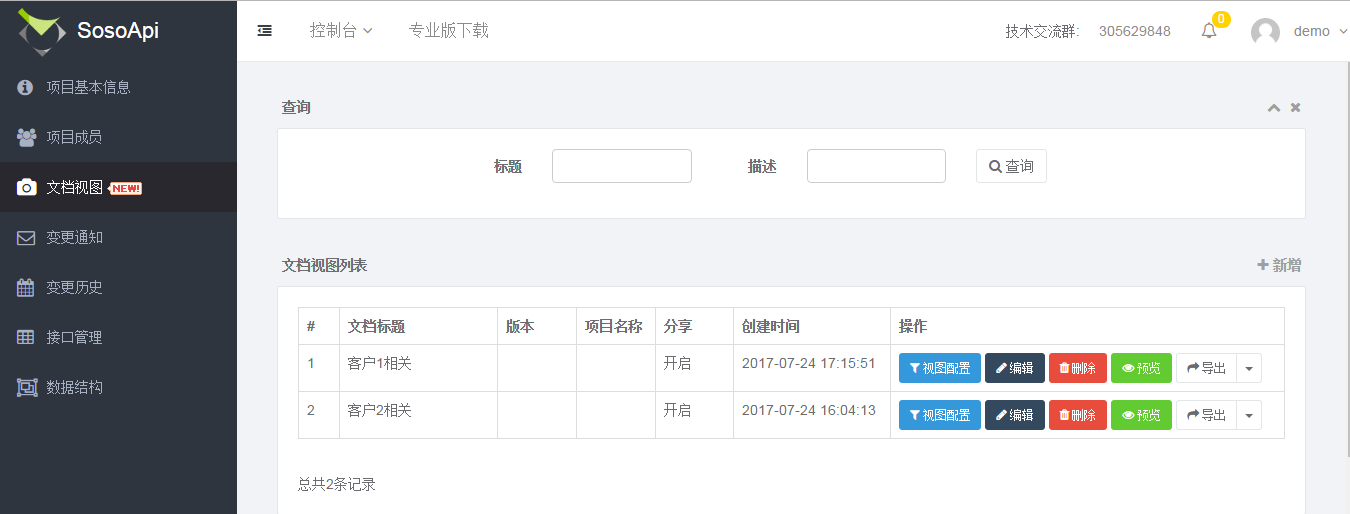 SosoApi
控制台
专业版下载
技术交流群: 305629848
0
demo
项目基本信息
项目成员
文档视图 NEW!
变更通知
变更历史
接口管理
数据结构
查询
标题
描述
查询
文档视图列表
新增
# 文档标题 版本 项目名称 分享 创建时间 操作
1 客户1相关 开启 2017-07-24 17:15:51 视图配置 编辑 删除 预览 导出
2 客户2相关 开启 2017-07-24 16:04:13 视图配置 编辑 删除 预览 导出
总共2条记录